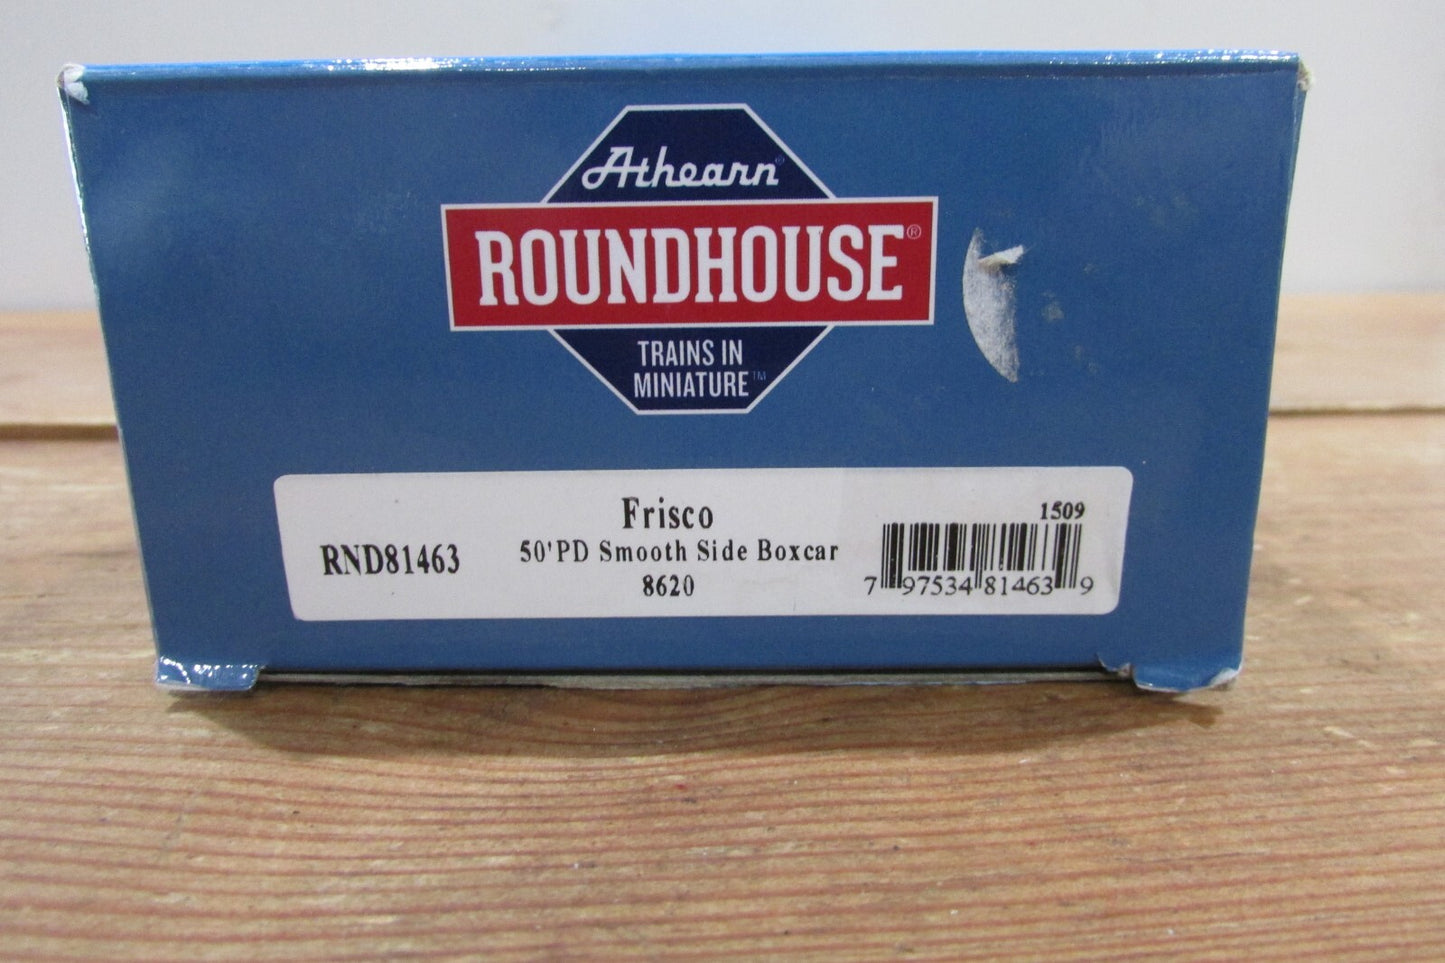 Athearn®
ROUNDHOUSE®
TRAINS IN
MINIATURE™
Frisco
1509
RND81463
50'PD Smooth Side Boxcar
8620
7 97534 81463 9